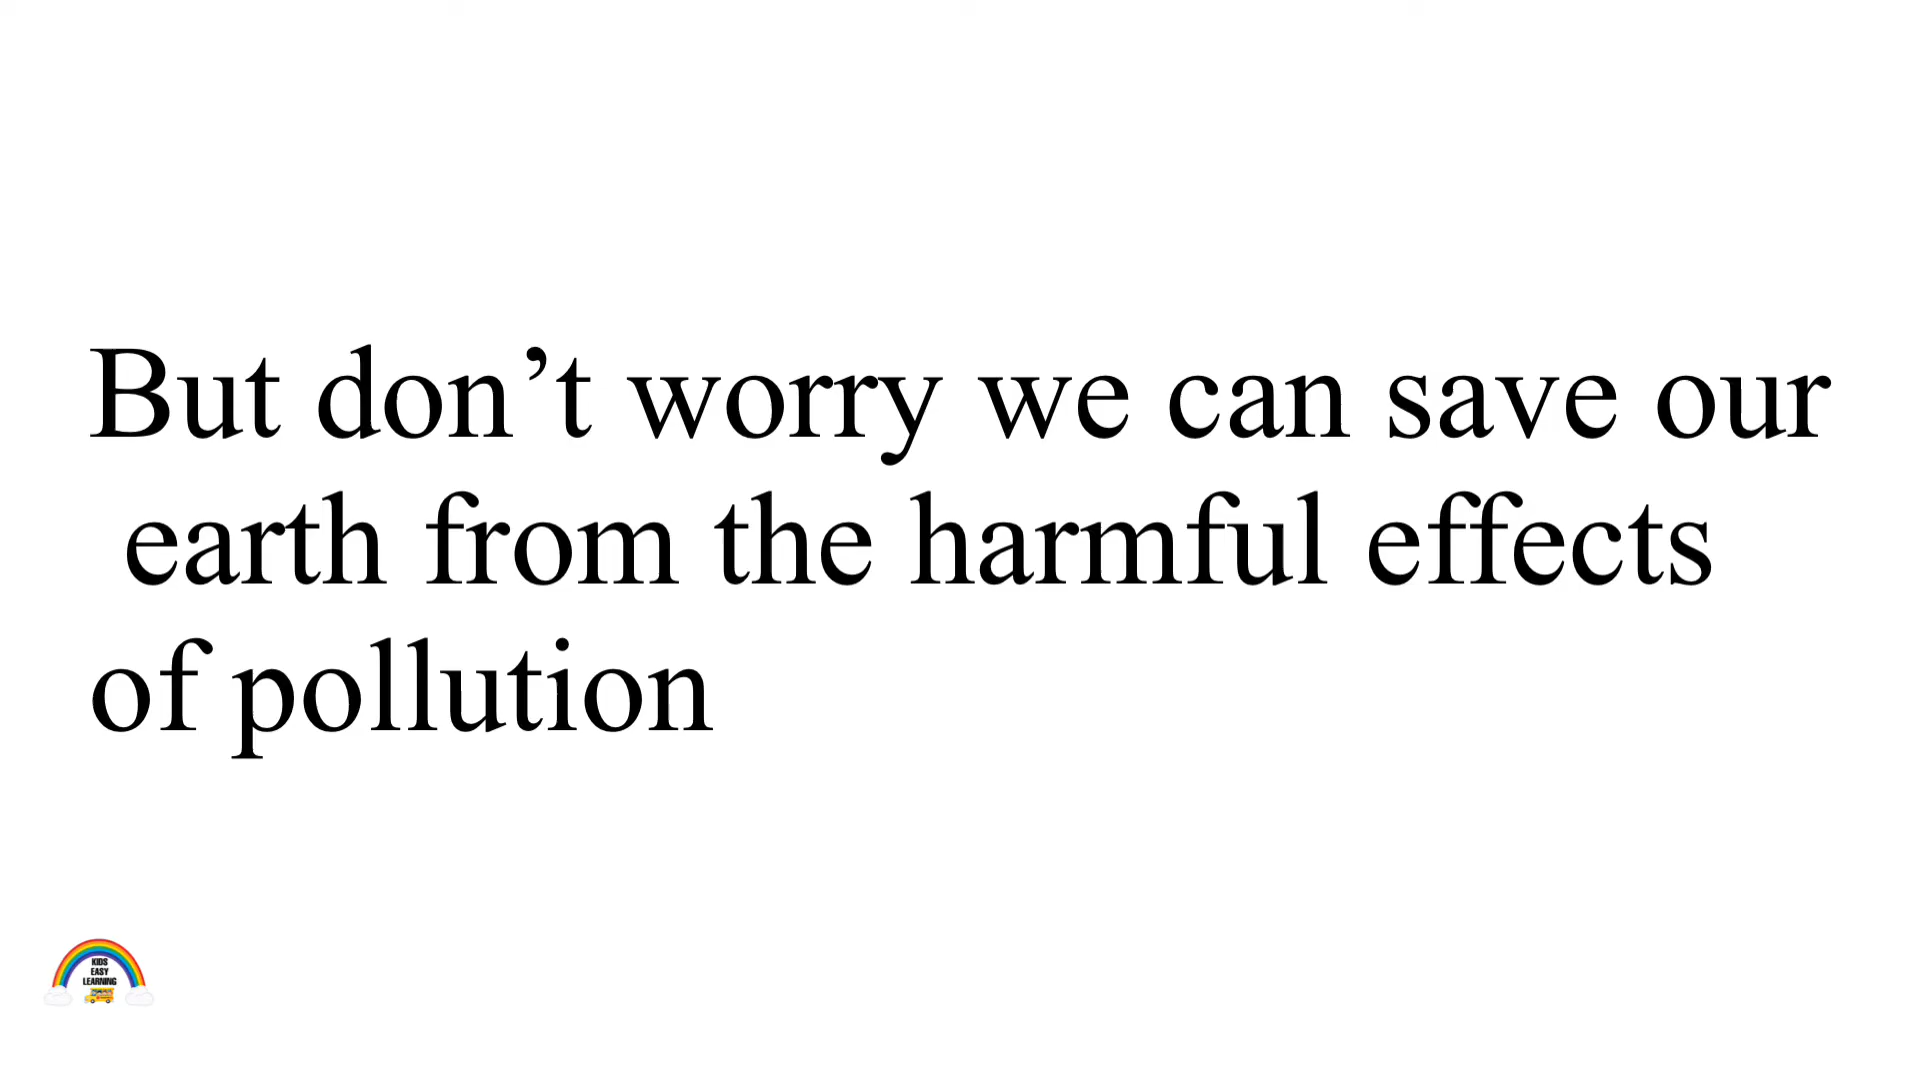 But don’t worry we can save our
earth from the harmful effects
of pollution
KIDS
EASY
LEARNING